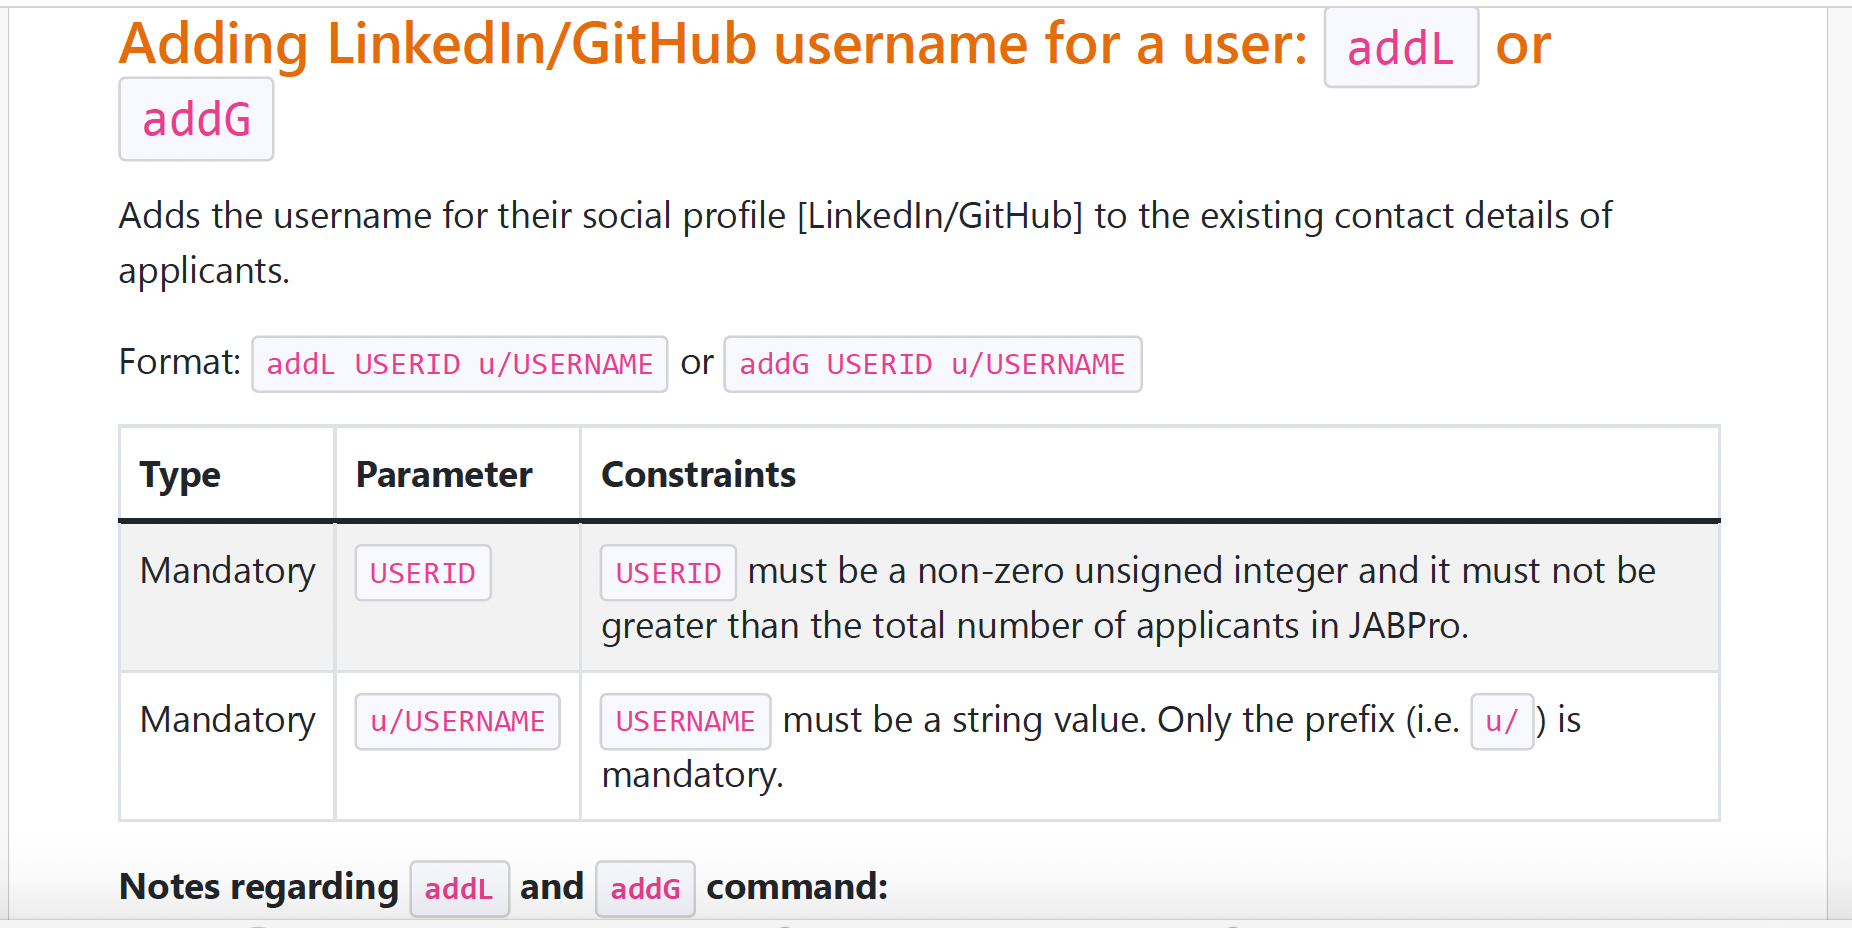 Adding LinkedIn/GitHub username for a user: addL or
addG
Adds the username for their social profile [LinkedIn/GitHub] to the existing contact details of
applicants.
Format: addL USERID u/USERNAME or addG USERID u/USERNAME
Type Parameter Constraints
Mandatory USERID USERID must be a non-zero unsigned integer and it must not be
greater than the total number of applicants in JABPro.
Mandatory u/USERNAME USERNAME must be a string value. Only the prefix (i.e. u/ ) is
mandatory.
Notes regarding addL and addG command: